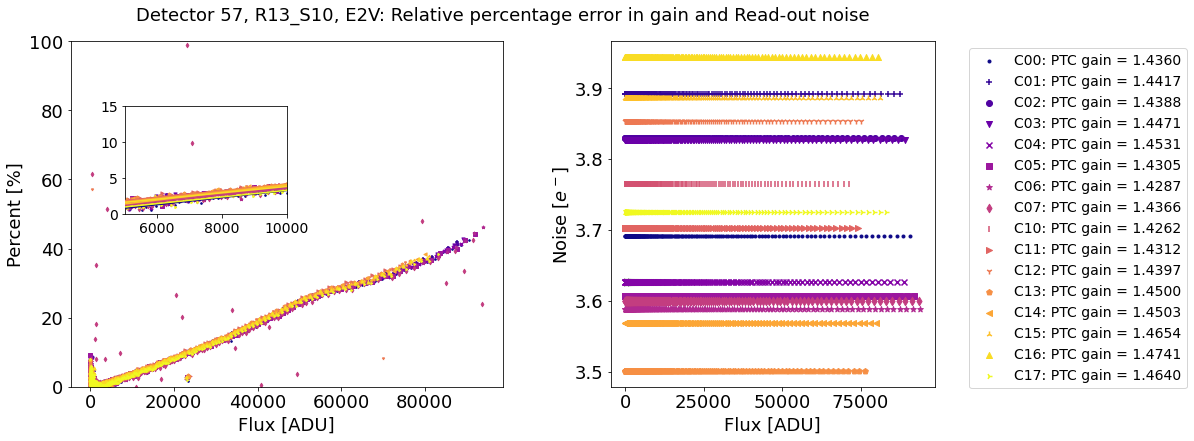 Detector 57, R13_S10, E2V: Relative percentage error in gain and Read-out noise
100
80
60
40
20
0
Percent [%]
15
10
5
0
6000 8000 10000
0 20000 40000 60000 80000
Flux [ADU]
3.9
3.8
3.7
3.6
3.5
Noise [e⁻]
0 25000 50000 75000
Flux [ADU]
C00: PTC gain = 1.4360
C01: PTC gain = 1.4417
C02: PTC gain = 1.4388
C03: PTC gain = 1.4471
C04: PTC gain = 1.4531
C05: PTC gain = 1.4305
C06: PTC gain = 1.4287
C07: PTC gain = 1.4366
C10: PTC gain = 1.4262
C11: PTC gain = 1.4312
C12: PTC gain = 1.4397
C13: PTC gain = 1.4500
C14: PTC gain = 1.4503
C15: PTC gain = 1.4654
C16: PTC gain = 1.4741
C17: PTC gain = 1.4640